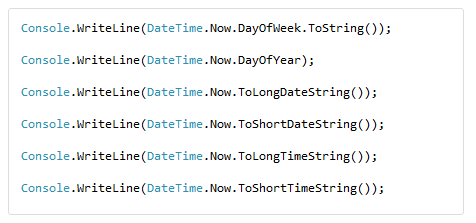 Console.WriteLine(DateTime.Now.DayOfWeek.ToString());
Console.WriteLine(DateTime.Now.DayOfYear);
Console.WriteLine(DateTime.Now.ToLongDateString());
Console.WriteLine(DateTime.Now.ToShortDateString());
Console.WriteLine(DateTime.Now.ToLongTimeString());
Console.WriteLine(DateTime.Now.ToShortTimeString());